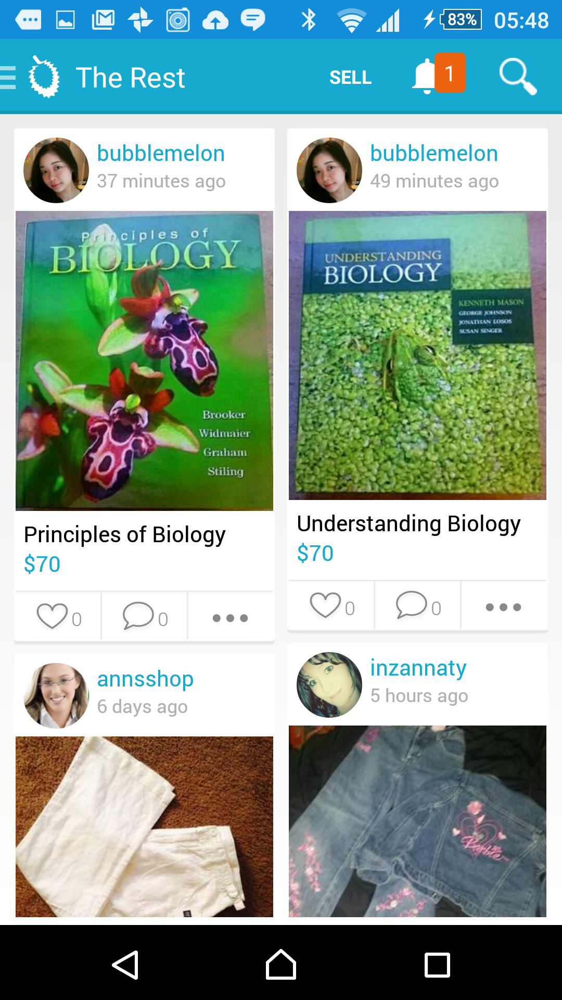 83%
05:48
The Rest
SELL
1
bubblemelon
37 minutes ago
Principles of
BIOLOGY
Brooker
Widmaier
Graham
Stiling
Principles of Biology
$70
0
0
bubblemelon
49 minutes ago
UNDERSTANDING
BIOLOGY
KENNETH MASON
GEORGE JOHNSON
JONATHAN LOSOS
SUSAN SINGER
Understanding Biology
$70
0
0
annsshop
6 days ago
inzannaty
5 hours ago
Barbie